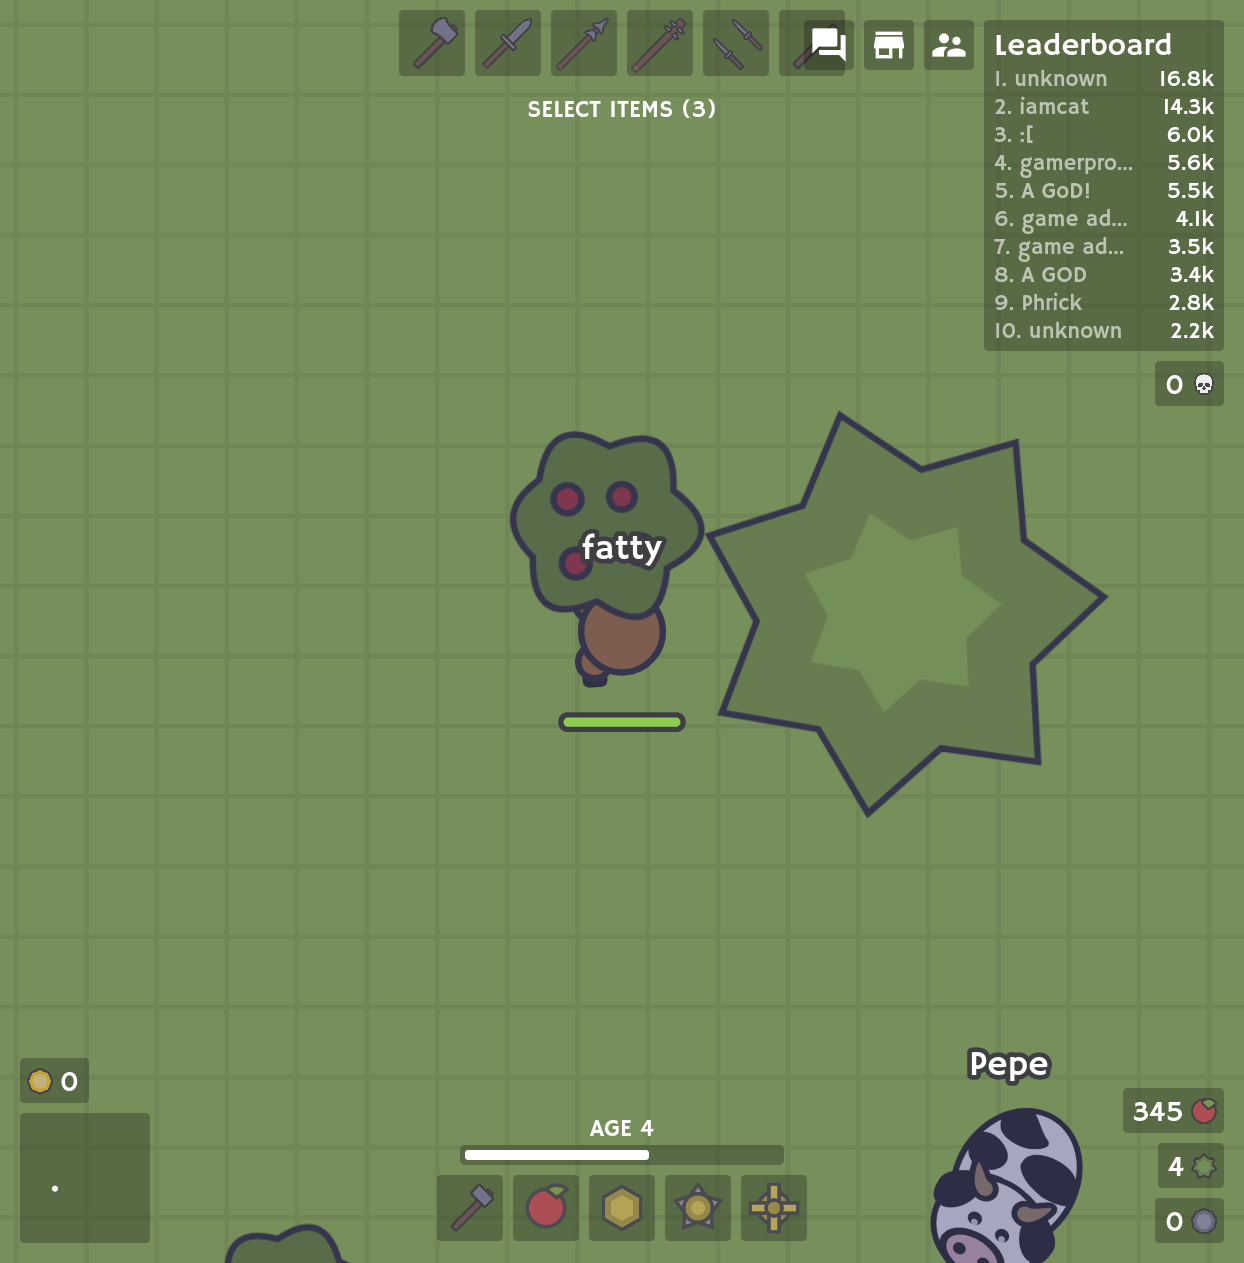 SELECT ITEMS (3)
Leaderboard
1. unknown 16.8k
2. iamcat 14.3k
3. :[ 6.0k
4. gamerpro... 5.6k
5. A GoD! 5.5k
6. game ad... 4.1k
7. game ad... 3.5k
8. A GOD 3.4k
9. Phrick 2.8k
10. unknown 2.2k
0
fatty
Pepe
0
345
AGE 4
4
0